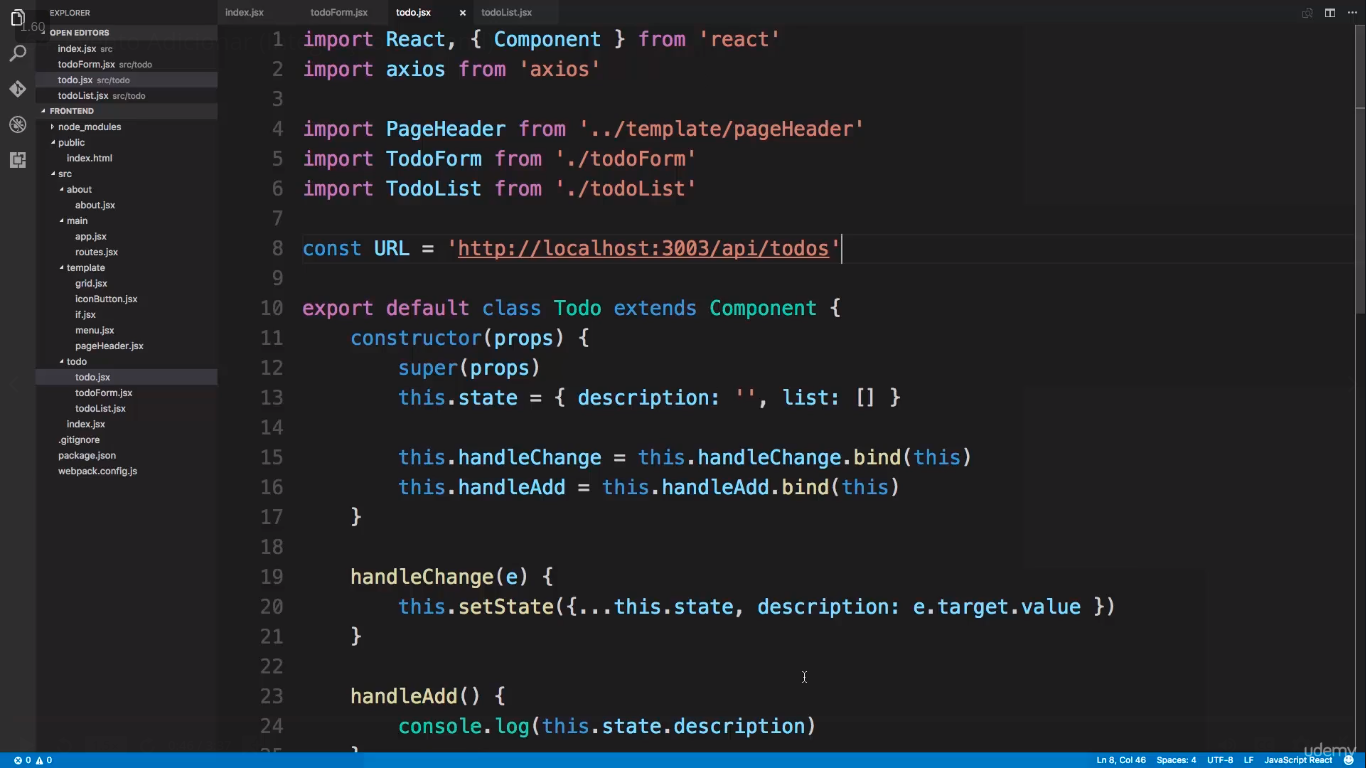 index.jsx todoForm.jsx todo.jsx × todoList.jsx
1.60
EXPLORER
OPEN EDITORS
index.jsx src
todoForm.jsx src/todo
todo.jsx src/todo
todoList.jsx src/todo
FRONTEND
node_modules
public
index.html
src
about
about.jsx
main
app.jsx
routes.jsx
template
grid.jsx
iconButton.jsx
if.jsx
menu.jsx
pageHeader.jsx
todo
todo.jsx
todoForm.jsx
todoList.jsx
index.jsx
.gitignore
package.json
webpack.config.js
1 import React, { Component } from 'react'
2 import axios from 'axios'
3
4 import PageHeader from '../template/pageHeader'
5 import TodoForm from './todoForm'
6 import TodoList from './todoList'
7
8 const URL = 'http://localhost:3003/api/todos'
9
10 export default class Todo extends Component {
11 constructor(props) {
12 super(props)
13 this.state = { description: '', list: [] }
14
15 this.handleChange = this.handleChange.bind(this)
16 this.handleAdd = this.handleAdd.bind(this)
17 }
18
19 handleChange(e) {
20 this.setState({...this.state, description: e.target.value })
21 }
22
23 handleAdd() {
24 console.log(this.state.description)
udemy
0 0 Ln 8, Col 46 Spaces: 4 UTF-8 LF JavaScript React